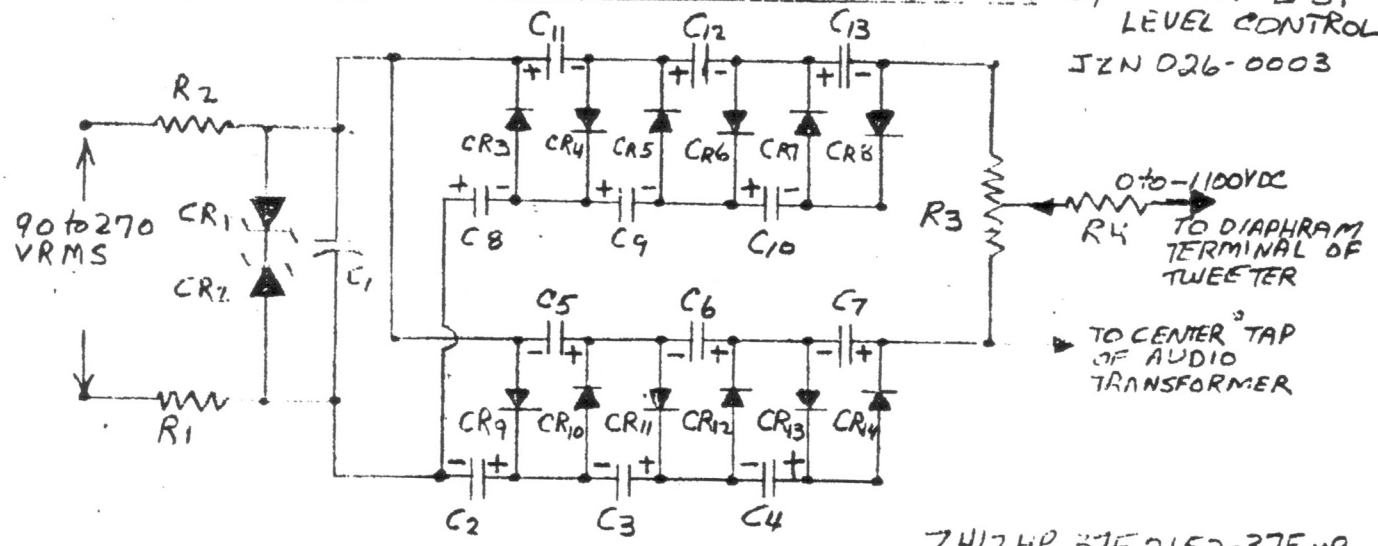 LEVEL CONTROL
JZN 026-0003
C11
C12
C13
+ - + - + -
R2
CR3 CR4 CR5 CR6 CR7 CR8
+ - + - + -
C8 C9 C10
90 to 270
VRMS
CR1
CR2
C1
R3
0 to -1100VDC
R4
TO DIAPHRAM
TERMINAL OF
TWEETER
C5 C6 C7
- + - + - +
TO CENTER TAP
OF AUDIO
TRANSFORMER
R1
CR9 CR10 CR11 CR12 CR13 CR14
- + - + - +
C2 C3 C4